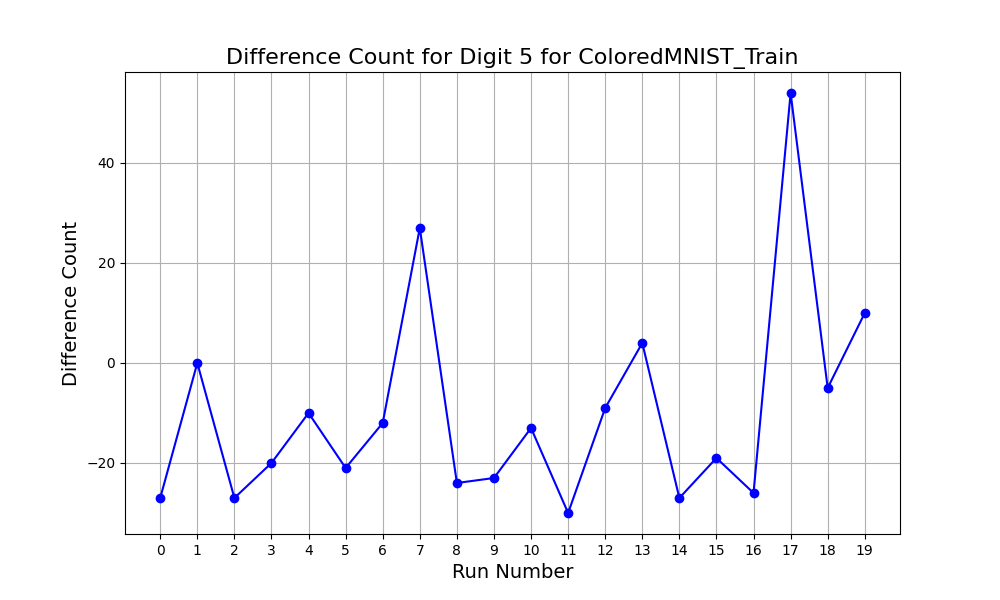 Difference Count for Digit 5 for ColoredMNIST_Train
Difference Count
40
20
0
−20
0 1 2 3 4 5 6 7 8 9 10 11 12 13 14 15 16 17 18 19
Run Number